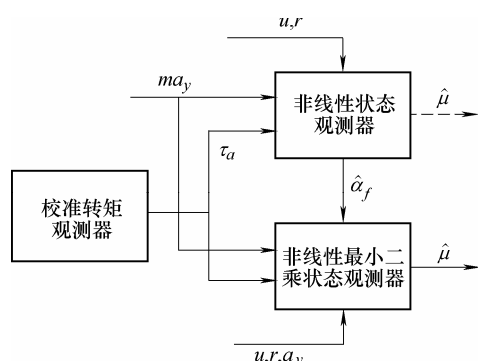 u,r
ma_y
非线性状态
观测器
μ̂
τ_a
α̂_f
校准转矩
观测器
非线性最小二
乘状态观测器
μ̂
u,r,a_y